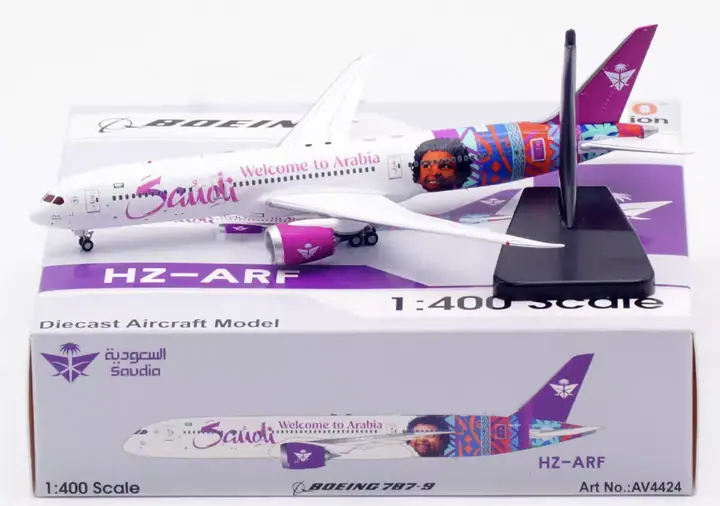 BOEING
Welcome to Arabia
Saudi
HZ-ARF
1:400 Scale
Diecast Aircraft Model
السعودية
Saudia
Welcome to Arabia
Saudi
HZ-ARF
1:400 Scale
BOEING 787-9
Art No.:AV4424